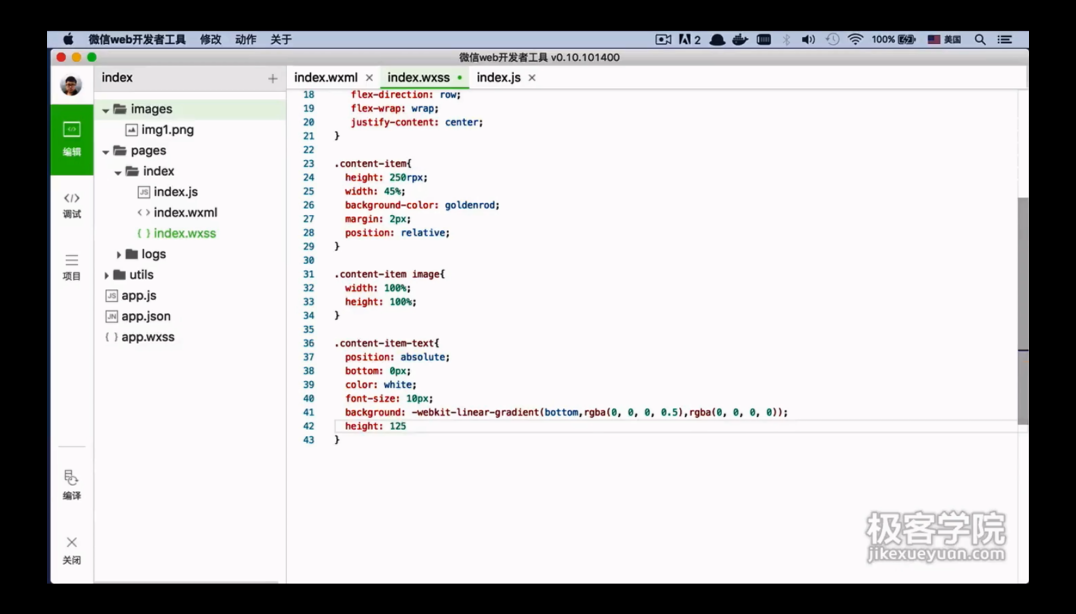 微信web开发者工具 修改 动作 关于 2 100% 美国
微信web开发者工具 v0.10.101400
index + index.wxml × index.wxss • index.js ×
编辑
调试
项目
编译
关闭
images
img1.png
pages
index
index.js
index.wxml
index.wxss
logs
utils
app.js
app.json
app.wxss
18 flex-direction: row;
19 flex-wrap: wrap;
20 justify-content: center;
21 }
22
23 .content-item{
24 height: 250rpx;
25 width: 45%;
26 background-color: goldenrod;
27 margin: 2px;
28 position: relative;
29 }
30
31 .content-item image{
32 width: 100%;
33 height: 100%;
34 }
35
36 .content-item-text{
37 position: absolute;
38 bottom: 0px;
39 color: white;
40 font-size: 10px;
41 background: -webkit-linear-gradient(bottom,rgba(0, 0, 0, 0.5),rgba(0, 0, 0, 0));
42 height: 125
43 }
极客学院
jikexueyuan.com